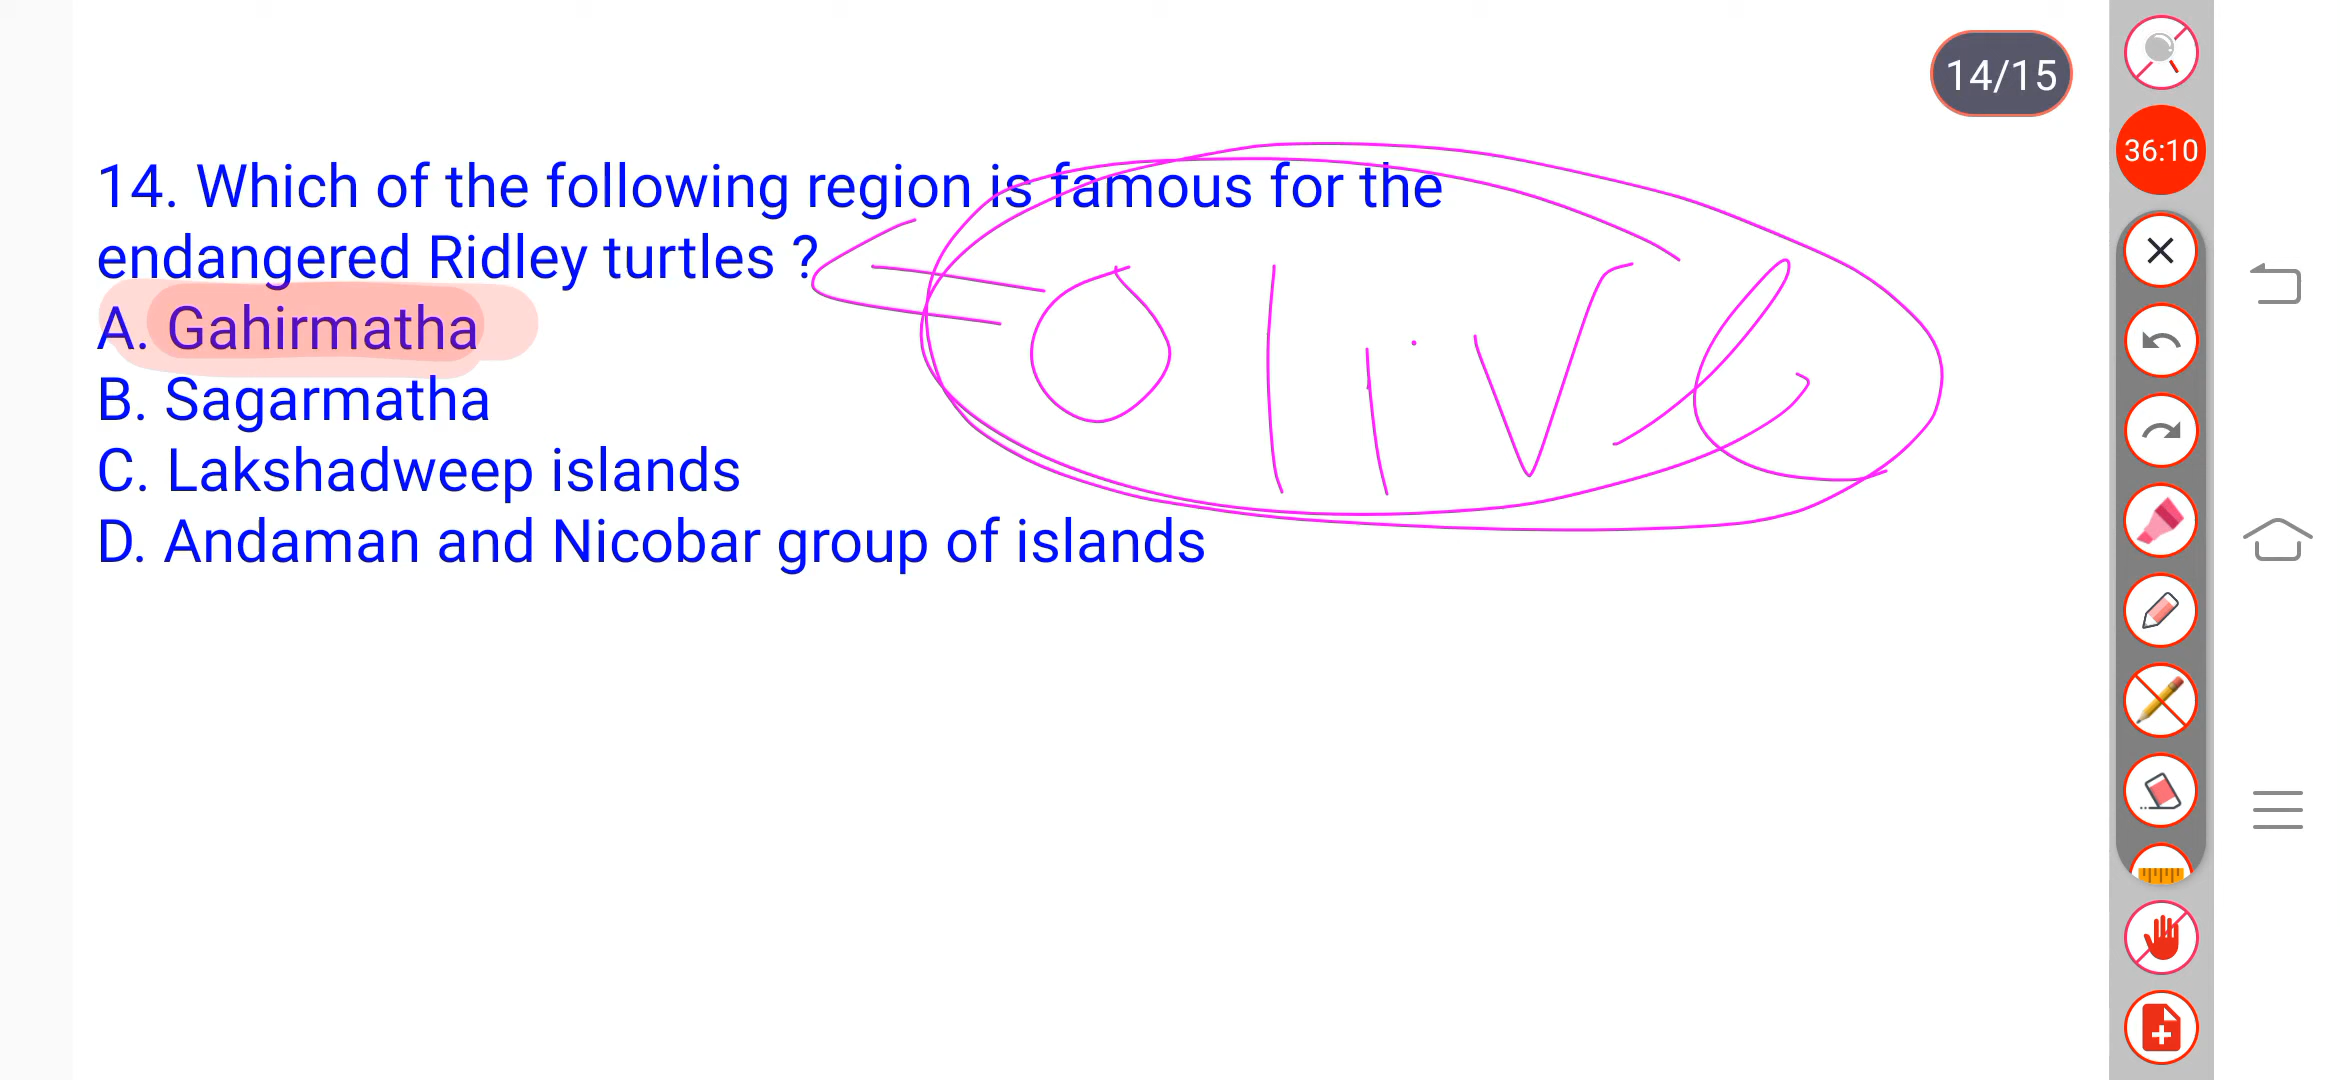 14/15
36:10
14. Which of the following region is famous for the
endangered Ridley turtles ?
Olive
A. Gahirmatha
B. Sagarmatha
C. Lakshadweep islands
D. Andaman and Nicobar group of islands